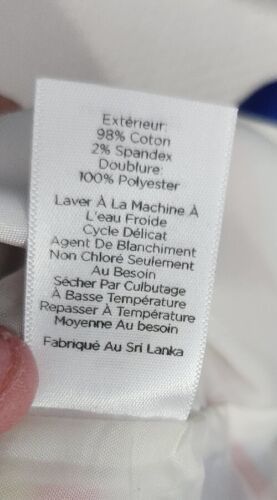 Extérieur:
98% Coton
2% Spandex
Doublure:
100% Polyester
Laver À La Machine À
L'eau Froide
Cycle Délicat
Agent De Blanchiment
Non Chloré Seulement
Au Besoin
Sécher Par Culbutage
À Basse Température
Repasser À Température
Moyenne Au besoin
Fabriqué Au Sri Lanka